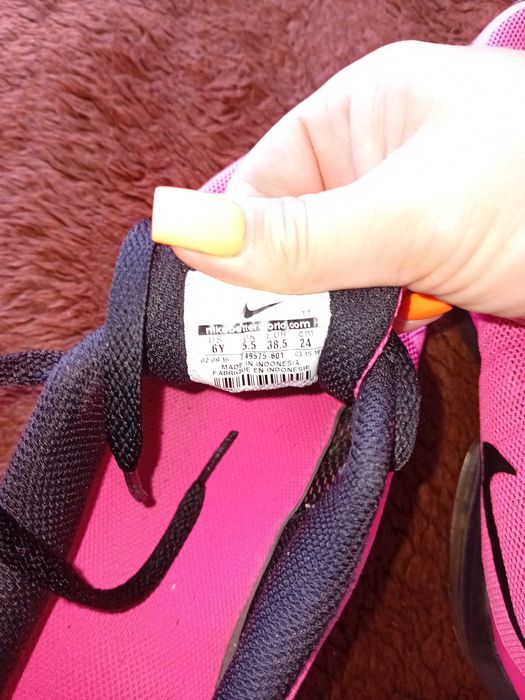 nikebetterworld.com
US UK EUR cm
6Y 5.5 38.5 24
749575-601
MADE IN INDONESIA
FABRIQUE EN INDONESIE